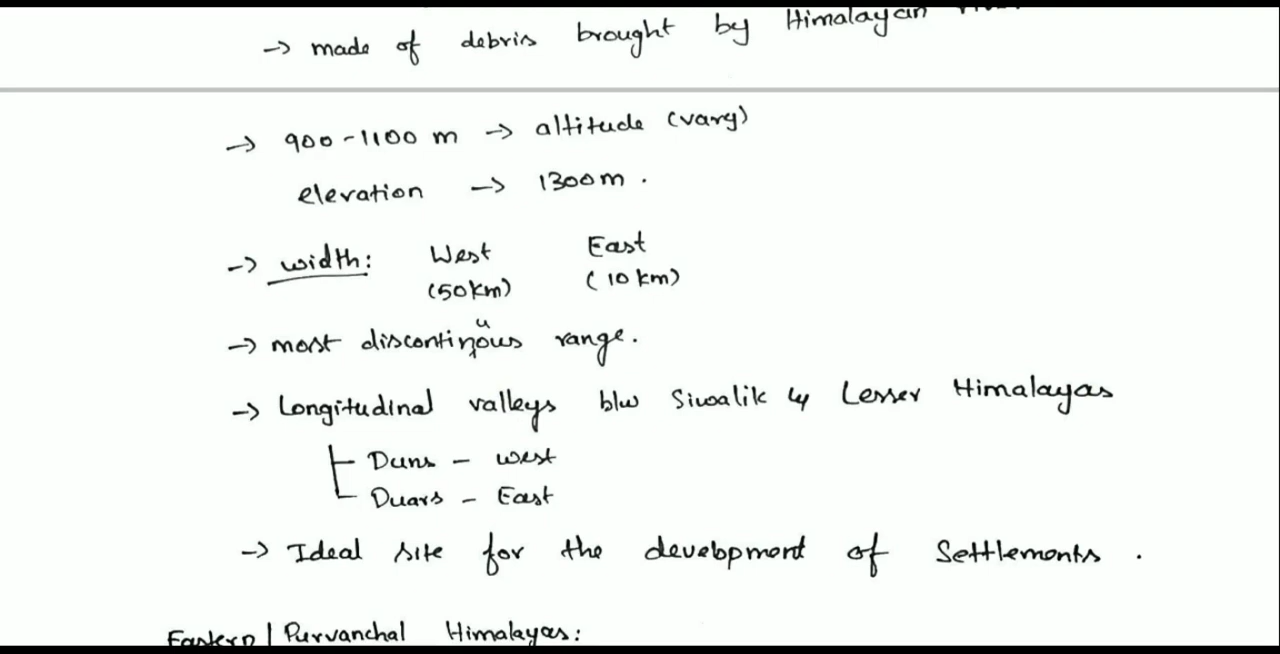 → made of debris brought by Himalayan
→ 900-1100 m → altitude (vary)
elevation → 1300m .
→ width: West East
(50km) (10 km)
→ most discontinuous range.
→ Longitudinal valleys b/w Siwalik & Lesser Himalayas
Duns - west
Duars - East
→ Ideal site for the development of Settlements .
Eastern | Purvanchal Himalayas: